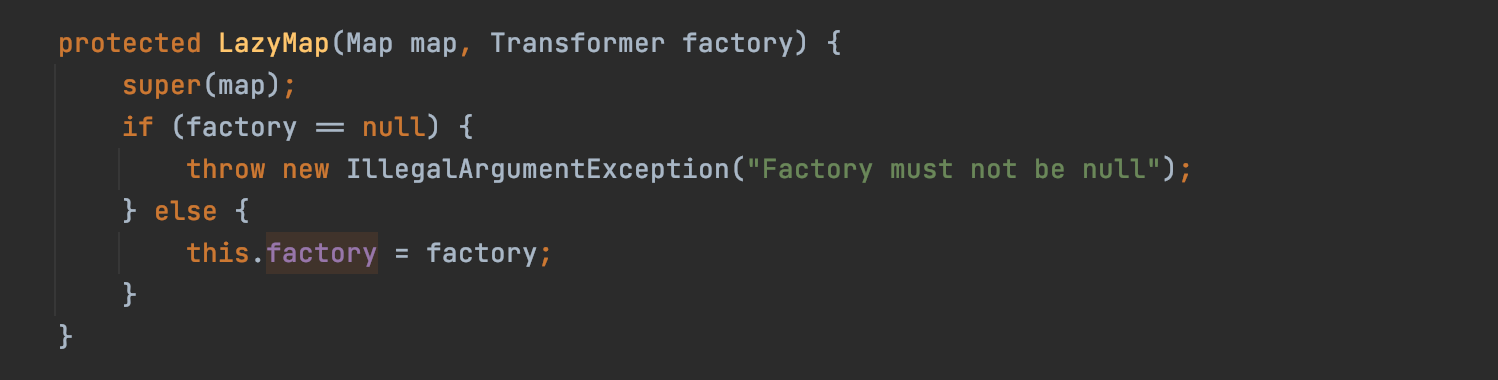 protected LazyMap(Map map, Transformer factory) {
    super(map);
    if (factory == null) {
        throw new IllegalArgumentException("Factory must not be null");
    } else {
        this.factory = factory;
    }
}